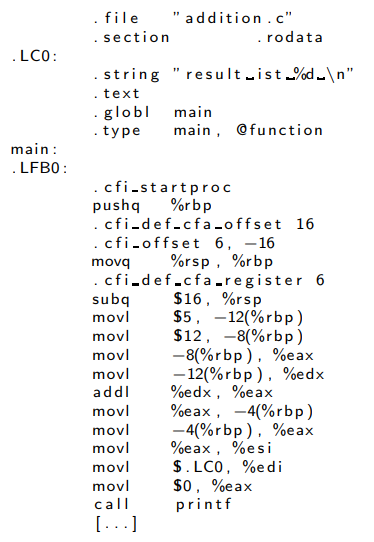 .file "addition.c"
.section .rodata
.LC0:
.string "result␣ist␣%d␣\n"
.text
.globl main
.type main, @function
main:
.LFB0:
.cfi_startproc
pushq %rbp
.cfi_def_cfa_offset 16
.cfi_offset 6, −16
movq %rsp, %rbp
.cfi_def_cfa_register 6
subq $16, %rsp
movl $5, −12(%rbp)
movl $12, −8(%rbp)
movl −8(%rbp), %eax
movl −12(%rbp), %edx
addl %edx, %eax
movl %eax, −4(%rbp)
movl −4(%rbp), %eax
movl %eax, %esi
movl $.LC0, %edi
movl $0, %eax
call printf
[...]